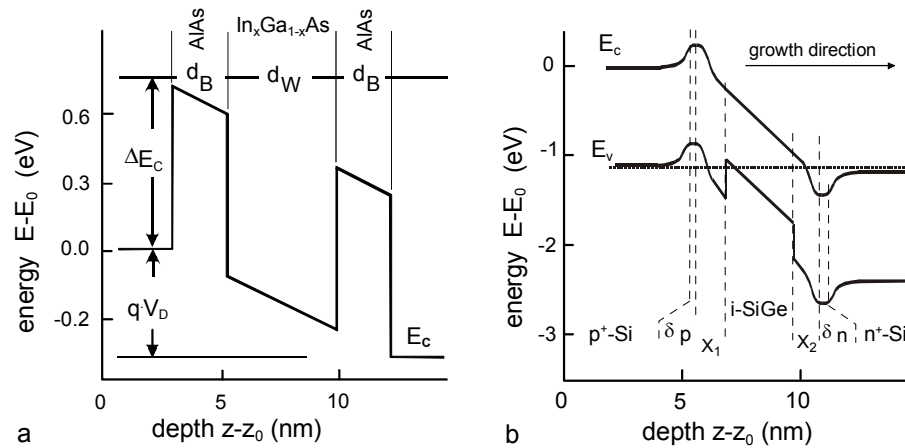 AlAs
InxGa1-xAs
AlAs
dB
dW
dB
energy E-E0 (eV)
0.6
0.3
0.0
-0.2
ΔEC
q·VD
Ec
0
5
10
depth z-z0 (nm)
a
Ec
growth direction
Ev
energy E-E0 (eV)
0
-1
-2
-3
p+-Si
δp
X1
i-SiGe
X2
δn
n+-Si
0
5
10
depth z-z0 (nm)
b